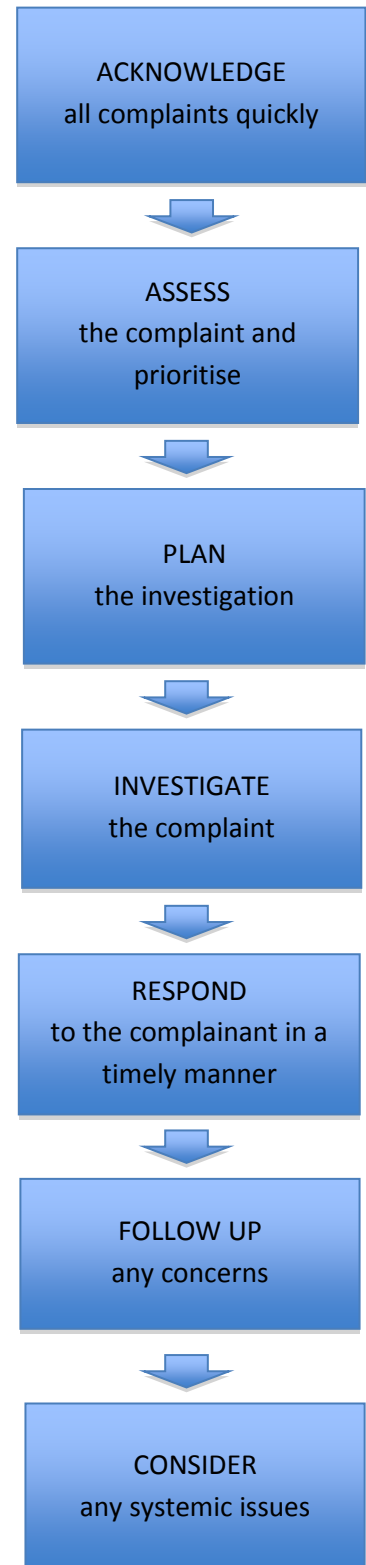 ACKNOWLEDGE
all complaints quickly
ASSESS
the complaint and
prioritise
PLAN
the investigation
INVESTIGATE
the complaint
RESPOND
to the complainant in a
timely manner
FOLLOW UP
any concerns
CONSIDER
any systemic issues